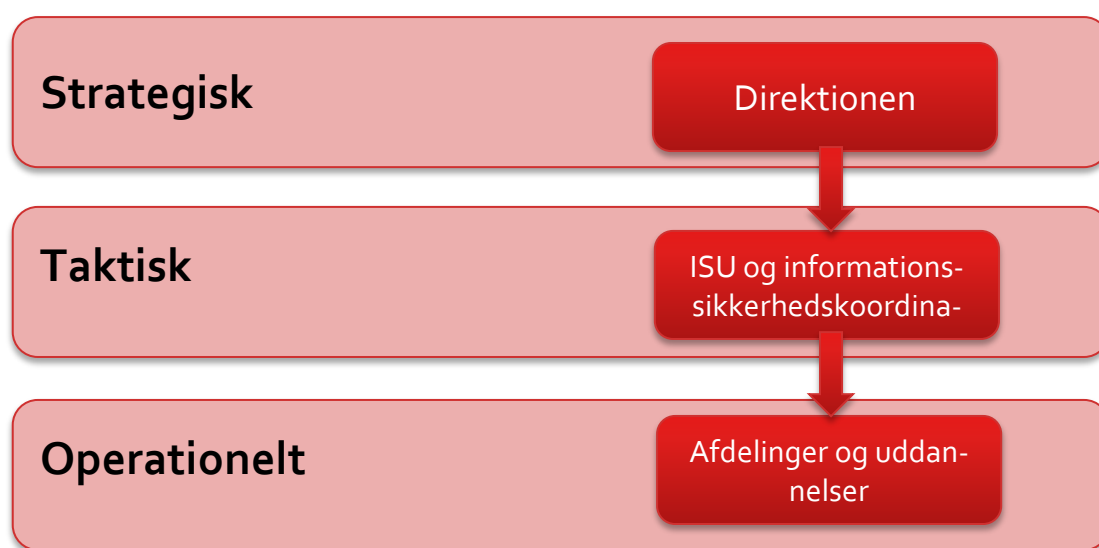 Strategisk
Direktionen
Taktisk
ISU og informations-
sikkerhedskoordina-
Operationelt
Afdelinger og uddan-
nelser